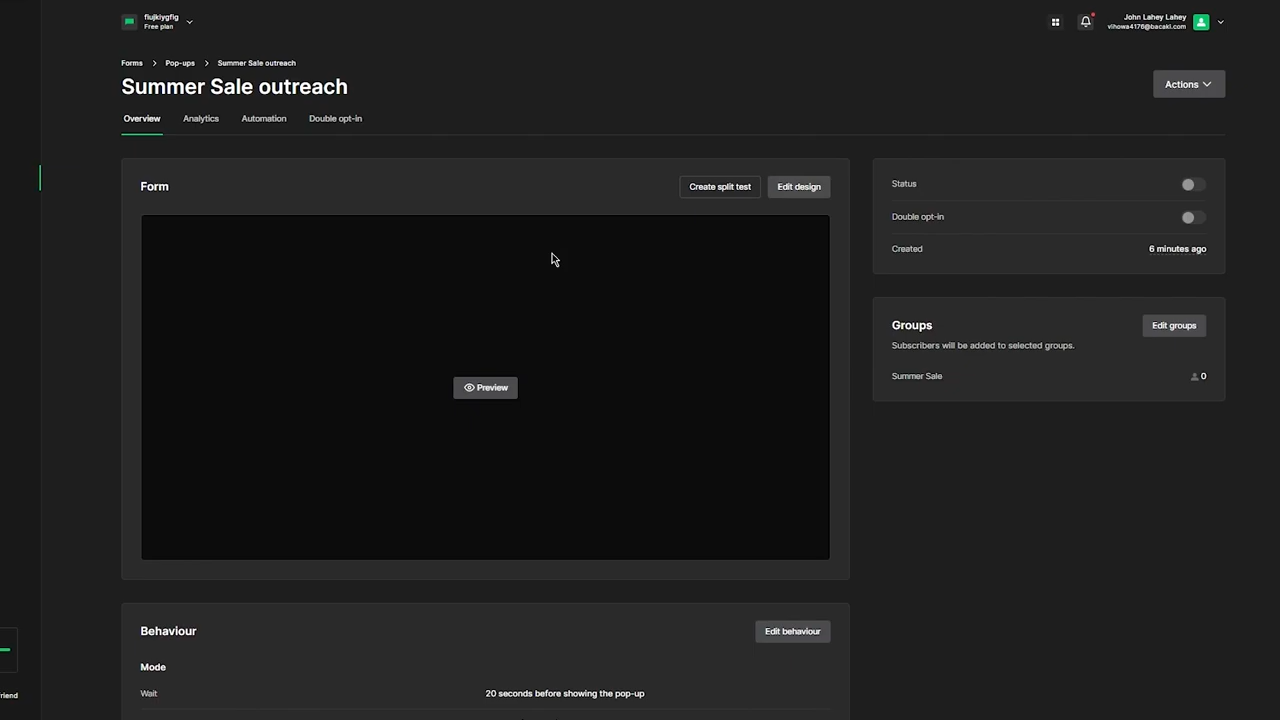 fiujkiygfig
Free plan
John Lahey Lahey
vihowa4176@bacaki.com
Forms
Pop-ups
Summer Sale outreach
Summer Sale outreach
Actions
Overview
Analytics
Automation
Double opt-in
Form
Create split test
Edit design
Preview
Status
Double opt-in
Created
6 minutes ago
Groups
Edit groups
Subscribers will be added to selected groups.
Summer Sale
0
Behaviour
Edit behaviour
Mode
Wait
20 seconds before showing the pop-up
riend